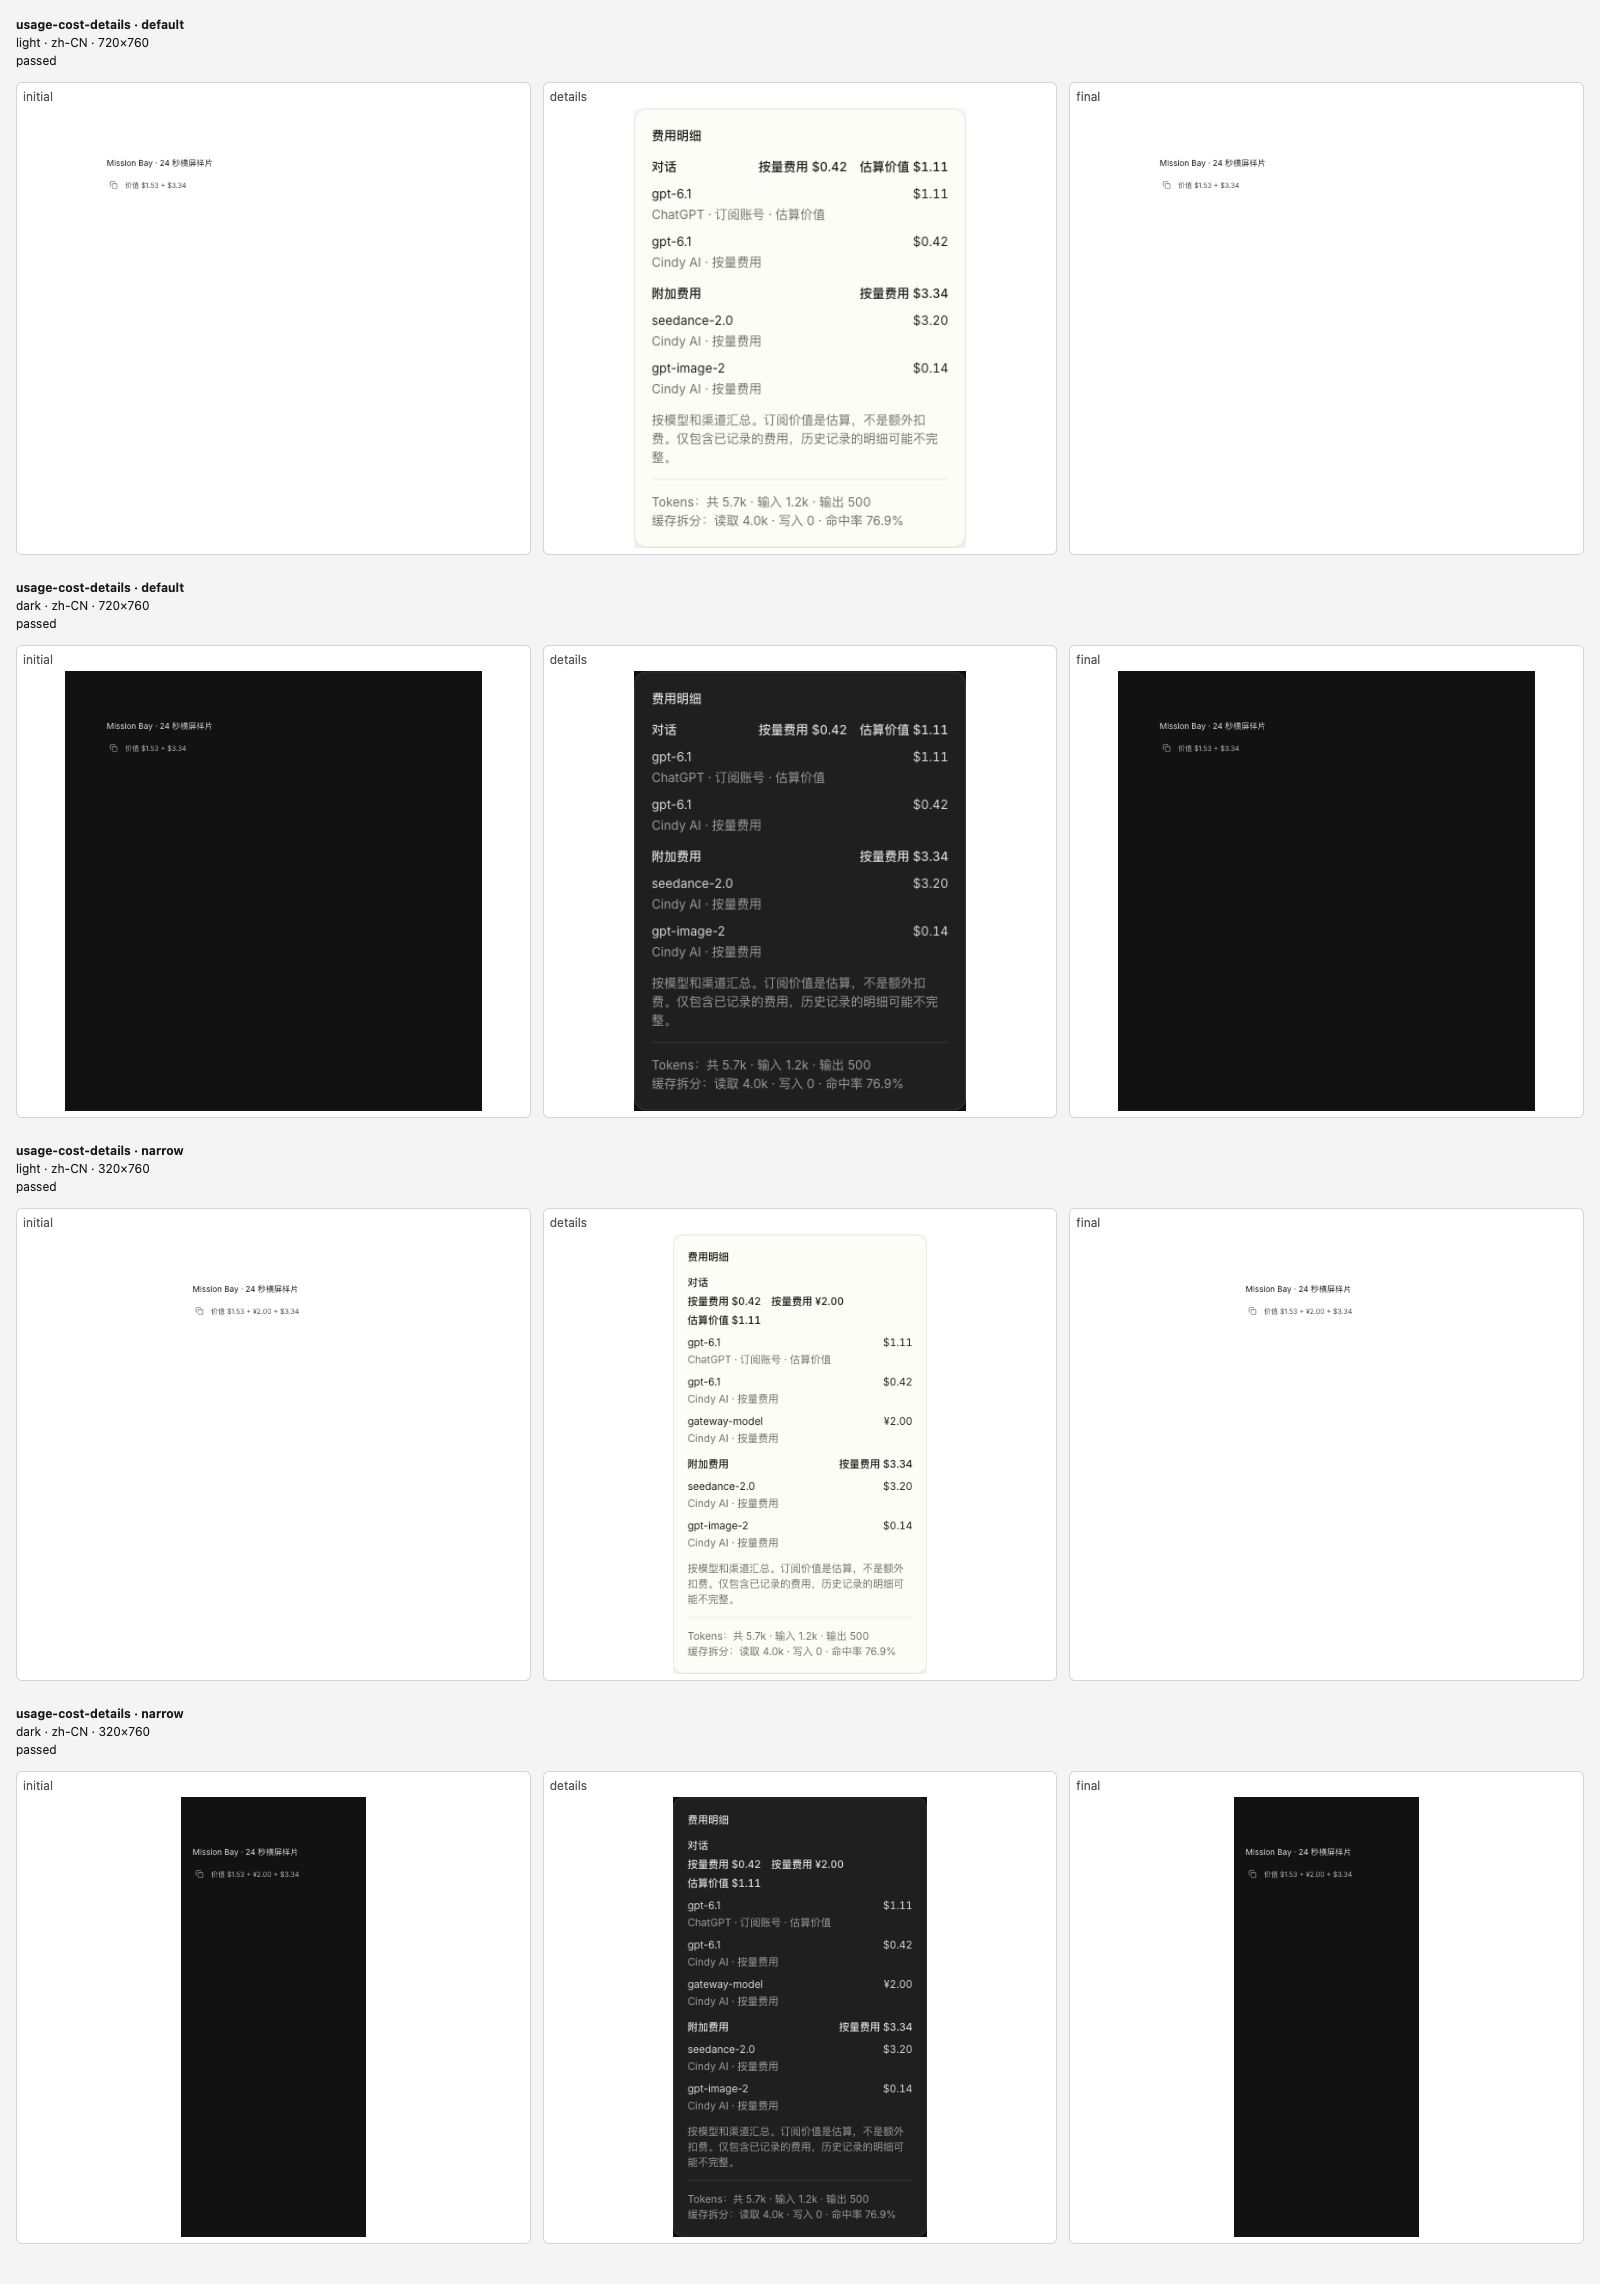 usage-cost-details · default
light · zh-CN · 720×760
passed
initial
Mission Bay · 24 秒横屏样片
价值 $1.53 + $3.34
details
费用明细
对话 按量费用 $0.42 估算价值 $1.11
gpt-6.1 $1.11
ChatGPT · 订阅账号 · 估算价值
gpt-6.1 $0.42
Cindy AI · 按量费用
附加费用 按量费用 $3.34
seedance-2.0 $3.20
Cindy AI · 按量费用
gpt-image-2 $0.14
Cindy AI · 按量费用
按模型和渠道汇总。订阅价值是估算，不是额外扣
费。仅包含已记录的费用，历史记录的明细可能不完
整。
Tokens：共 5.7k · 输入 1.2k · 输出 500
缓存拆分：读取 4.0k · 写入 0 · 命中率 76.9%
final
Mission Bay · 24 秒横屏样片
价值 $1.53 + $3.34
usage-cost-details · default
dark · zh-CN · 720×760
passed
initial
Mission Bay · 24 秒横屏样片
价值 $1.53 + $3.34
details
费用明细
对话 按量费用 $0.42 估算价值 $1.11
gpt-6.1 $1.11
ChatGPT · 订阅账号 · 估算价值
gpt-6.1 $0.42
Cindy AI · 按量费用
附加费用 按量费用 $3.34
seedance-2.0 $3.20
Cindy AI · 按量费用
gpt-image-2 $0.14
Cindy AI · 按量费用
按模型和渠道汇总。订阅价值是估算，不是额外扣
费。仅包含已记录的费用，历史记录的明细可能不完
整。
Tokens：共 5.7k · 输入 1.2k · 输出 500
缓存拆分：读取 4.0k · 写入 0 · 命中率 76.9%
final
Mission Bay · 24 秒横屏样片
价值 $1.53 + $3.34
usage-cost-details · narrow
light · zh-CN · 320×760
passed
initial
Mission Bay · 24 秒横屏样片
价值 $1.53 + ¥2.00 + $3.34
details
费用明细
对话
按量费用 $0.42 按量费用 ¥2.00
估算价值 $1.11
gpt-6.1 $1.11
ChatGPT · 订阅账号 · 估算价值
gpt-6.1 $0.42
Cindy AI · 按量费用
gateway-model ¥2.00
Cindy AI · 按量费用
附加费用 按量费用 $3.34
seedance-2.0 $3.20
Cindy AI · 按量费用
gpt-image-2 $0.14
Cindy AI · 按量费用
按模型和渠道汇总。订阅价值是估算，不是额外
扣费。仅包含已记录的费用，历史记录的明细可
能不完整。
Tokens：共 5.7k · 输入 1.2k · 输出 500
缓存拆分：读取 4.0k · 写入 0 · 命中率 76.9%
final
Mission Bay · 24 秒横屏样片
价值 $1.53 + ¥2.00 + $3.34
usage-cost-details · narrow
dark · zh-CN · 320×760
passed
initial
Mission Bay · 24 秒横屏样片
价值 $1.53 + ¥2.00 + $3.34
details
费用明细
对话
按量费用 $0.42 按量费用 ¥2.00
估算价值 $1.11
gpt-6.1 $1.11
ChatGPT · 订阅账号 · 估算价值
gpt-6.1 $0.42
Cindy AI · 按量费用
gateway-model ¥2.00
Cindy AI · 按量费用
附加费用 按量费用 $3.34
seedance-2.0 $3.20
Cindy AI · 按量费用
gpt-image-2 $0.14
Cindy AI · 按量费用
按模型和渠道汇总。订阅价值是估算，不是额外
扣费。仅包含已记录的费用，历史记录的明细可
能不完整。
Tokens：共 5.7k · 输入 1.2k · 输出 500
缓存拆分：读取 4.0k · 写入 0 · 命中率 76.9%
final
Mission Bay · 24 秒横屏样片
价值 $1.53 + ¥2.00 + $3.34